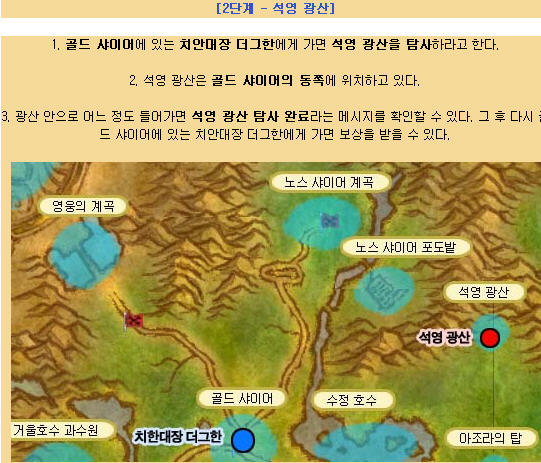 [2단계 - 석영 광산]
1. 골드 샤이어에 있는 치안대장 더그한에게 가면 석영 광산을 탐사하라고 한다.
2. 석영 광산은 골드 샤이어의 동쪽에 위치하고 있다.
3. 광산 안으로 어느 정도 들어가면 석영 광산 탐사 완료라는 메시지를 확인할 수 있다. 그 후 다시 골
드 샤이어에 있는 치안대장 더그한에게 가면 보상을 받을 수 있다.
노스 샤이어 계곡
영웅의 계곡
노스 샤이어 포도밭
석영 광산
석영 광산
골드 샤이어
수정 호수
거울호수 과수원
치한대장 더그한
아조라의 탑